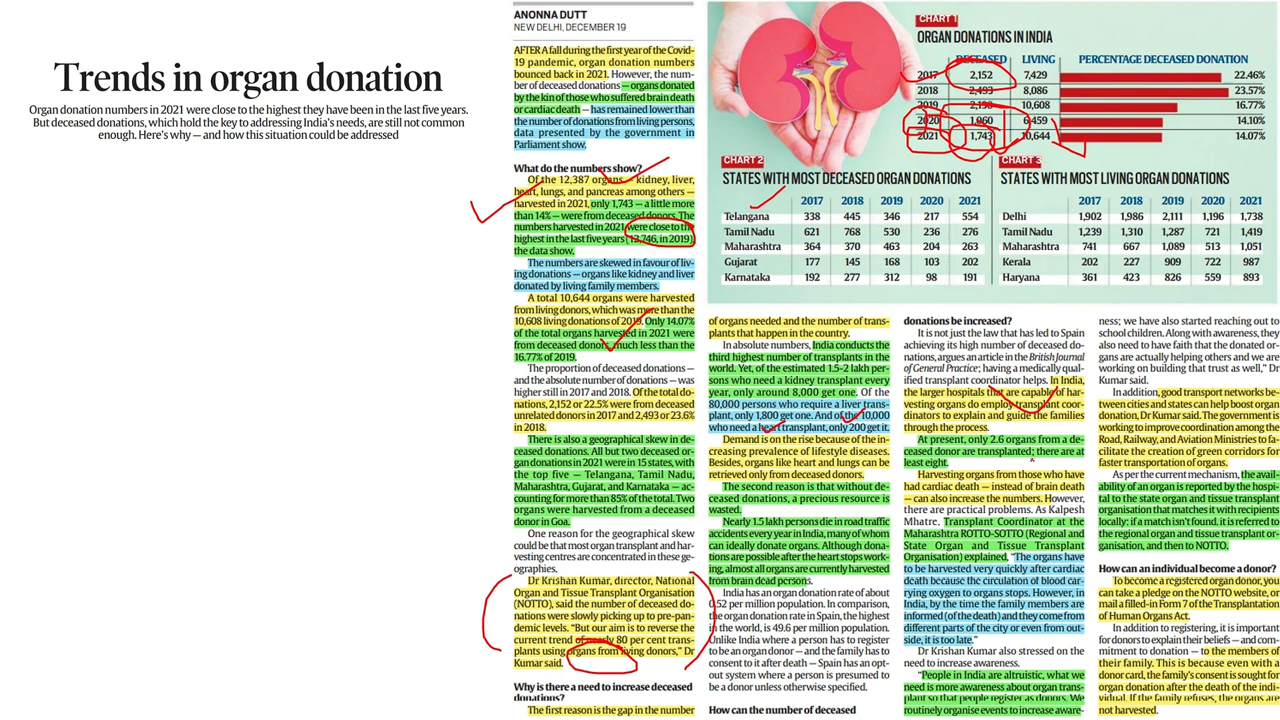 Trends in organ donation
Organ donation numbers in 2021 were close to the highest they have been in the last five years.
But deceased donations, which hold the key to addressing India's needs, are still not common
enough. Here's why — and how this situation could be addressed
ANONNA DUTT
NEW DELHI, DECEMBER 19
AFTER A fall during the first year of the Covid-
19 pandemic, organ donation numbers
bounced back in 2021. However, the num-
ber of deceased donations — organs donated
by the kin of those who suffered brain death
or cardiac death — has remained lower than
the number of donations from living persons,
data presented by the government in
Parliament show.
What do the numbers show?
Of the 12,387 organs — kidney, liver,
heart, lungs, and pancreas among others —
harvested in 2021, only 1,743 — a little more
than 14% — were from deceased donors. The
numbers harvested in 2021 were close to the
highest in the last five years (12,746, in 2019),
the data show.
The numbers are skewed in favour of liv-
ing donations — organs like kidney and liver
donated by living family members.
A total 10,644 organs were harvested
from living donors, which was more than the
10,608 living donations of 2019. Only 14.07%
of the total organs harvested in 2021 were
from deceased donors, much less than the
16.77% of 2019.
The proportion of deceased donations —
and the absolute number of donations — was
higher still in 2017 and 2018. Of the total do-
nations, 2,152 or 22.5% were from deceased
unrelated donors in 2017 and 2,493 or 23.6%
in 2018.
There is also a geographical skew in de-
ceased donations. All but two deceased or-
gan donations in 2021 were in 15 states, with
the top five — Telangana, Tamil Nadu,
Maharashtra, Gujarat, and Karnataka — ac-
counting for more than 85% of the total. Two
organs were harvested from a deceased
donor in Goa.
One reason for the geographical skew
could be that most organ transplant and har-
vesting centres are concentrated in these ge-
ographies.
Dr Krishan Kumar, director, National
Organ and Tissue Transplant Organisation
(NOTTO), said the number of deceased do-
nations were slowly picking up to pre-pan-
demic levels. "But our aim is to reverse the
current trend of nearly 80 per cent trans-
plants using organs from living donors," Dr
Kumar said.
Why is there a need to increase deceased
donations?
The first reason is the gap in the number
CHART 1
ORGAN DONATIONS IN INDIA
DECEASED LIVING PERCENTAGE DECEASED DONATION
2017 2,152 7,429 22.46%
2018 2,493 8,086 23.57%
2019 2,138 10,608 16.77%
2020 1,060 6,459 14.10%
2021 1,743 10,644 14.07%
CHART 2
STATES WITH MOST DECEASED ORGAN DONATIONS
2017 2018 2019 2020 2021
Telangana 338 445 346 217 554
Tamil Nadu 621 768 530 236 276
Maharashtra 364 370 463 204 263
Gujarat 177 145 168 103 202
Karnataka 192 277 312 98 191
CHART 3
STATES WITH MOST LIVING ORGAN DONATIONS
2017 2018 2019 2020 2021
Delhi 1,902 1,986 2,111 1,196 1,738
Tamil Nadu 1,239 1,310 1,287 721 1,419
Maharashtra 741 667 1,089 513 1,051
Kerala 202 227 909 722 987
Haryana 361 423 826 559 893
of organs needed and the number of trans-
plants that happen in the country.
In absolute numbers, India conducts the
third highest number of transplants in the
world. Yet, of the estimated 1.5-2 lakh per-
sons who need a kidney transplant every
year, only around 8,000 get one. Of the
80,000 persons who require a liver trans-
plant, only 1,800 get one. And of the 10,000
who need a heart transplant, only 200 get it.
Demand is on the rise because of the in-
creasing prevalence of lifestyle diseases.
Besides, organs like heart and lungs can be
retrieved only from deceased donors.
The second reason is that without de-
ceased donations, a precious resource is
wasted.
Nearly 1.5 lakh persons die in road traffic
accidents every year in India, many of whom
can ideally donate organs. Although dona-
tions are possible after the heart stops work-
ing, almost all organs are currently harvested
from brain dead persons.
India has an organ donation rate of about
0.52 per million population. In comparison,
the organ donation rate in Spain, the highest
in the world, is 49.6 per million population.
Unlike India where a person has to register
to be an organ donor — and the family has to
consent to it after death — Spain has an opt-
out system where a person is presumed to
be a donor unless otherwise specified.
How can the number of deceased
donations be increased?
It is not just the law that has led to Spain
achieving its high number of deceased do-
nations, argues an article in the British Journal
of General Practice; having a medically qual-
ified transplant coordinator helps. In India,
the larger hospitals that are capable of har-
vesting organs do employ transplant coor-
dinators to explain and guide the families
through the process.
At present, only 2.6 organs from a de-
ceased donor are transplanted; there are at
least eight.
Harvesting organs from those who have
had cardiac death — instead of brain death
— can also increase the numbers. However,
there are practical problems. As Kalpesh
Mhatre, Transplant Coordinator at the
Maharashtra ROTTO-SOTTO (Regional and
State Organ and Tissue Transplant
Organisation) explained, "The organs have
to be harvested very quickly after cardiac
death because the circulation of blood car-
rying oxygen to organs stops. However, in
India, by the time the family members are
informed (of the death) and they come from
different parts of the city or even from out-
side, it is too late."
Dr Krishan Kumar also stressed on the
need to increase awareness.
"People in India are altruistic, what we
need is more awareness about organ trans-
plant so that people register as donors. We
routinely organise events to increase aware-
ness; we have also started reaching out to
school children. Along with awareness, they
also need to have faith that the donated or-
gans are actually helping others and we are
working on building that trust as well," Dr
Kumar said.
In addition, good transport networks be-
tween cities and states can help boost organ
donation, Dr Kumar said. The government is
working to improve coordination among the
Road, Railway, and Aviation Ministries to fa-
cilitate the creation of green corridors for
faster transportation of organs.
As per the current mechanism, the avail-
ability of an organ is reported by the hospi-
tal to the state organ and tissue transplant
organisation that matches it with recipients
locally: if a match isn't found. it is referred to
the regional organ and tissue transplant or-
ganisation, and then to NOTTO.
How can an individual become a donor?
To become a registered organ donor, you
can take a pledge on the NOTTO website, or
mail a filled-in Form 7 of the Transplantation
of Human Organs Act.
In addition to registering, it is important
for donors to explain their beliefs — and com-
mitment to donation — to the members of
their family. This is because even with a
donor card, the family's consent is sought for
organ donation after the death of the indi-
vidual. If the family refuses, the organs are
not harvested.